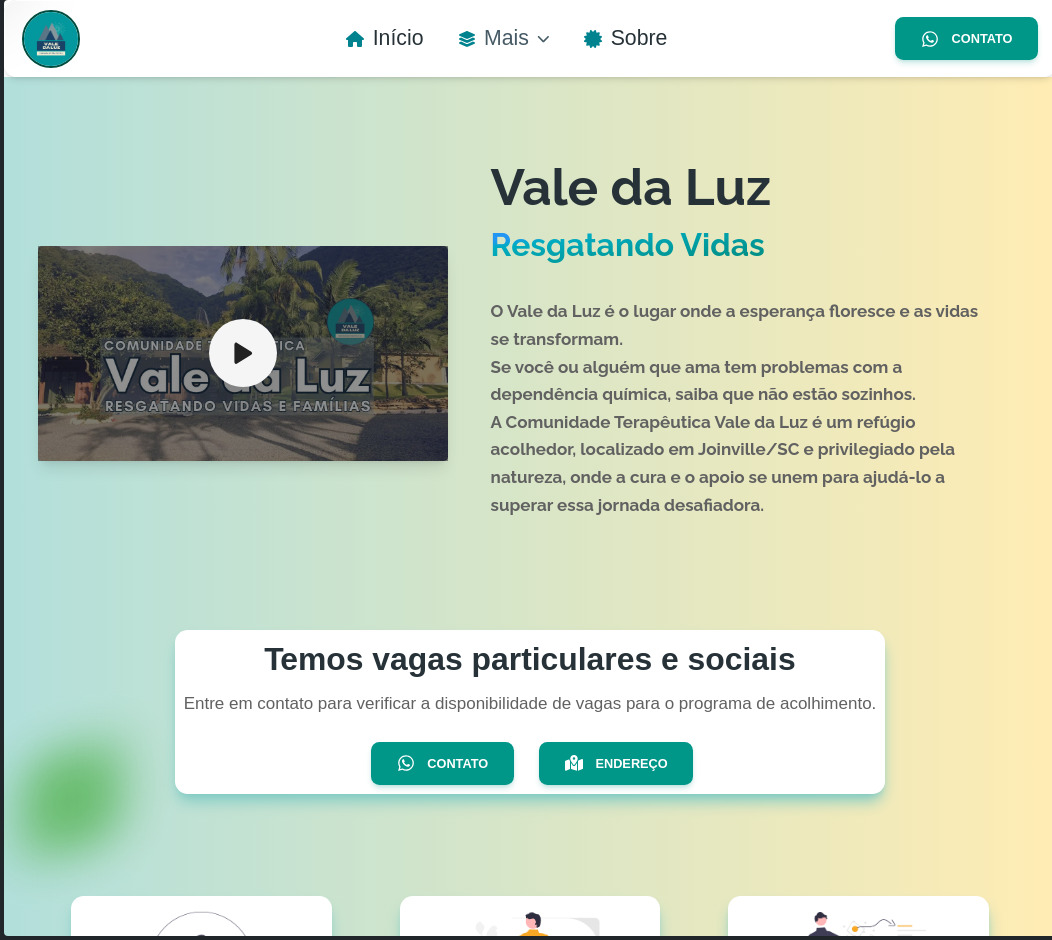 Início
Mais
Sobre
CONTATO
Vale da Luz
Resgatando Vidas
VALE
DA LUZ
COMUNIDADE
Vale da Luz
RESGATANDO VIDAS E FAMÍLIAS
O Vale da Luz é o lugar onde a esperança floresce e as vidas
se transformam.
Se você ou alguém que ama tem problemas com a
dependência química, saiba que não estão sozinhos.
A Comunidade Terapêutica Vale da Luz é um refúgio
acolhedor, localizado em Joinville/SC e privilegiado pela
natureza, onde a cura e o apoio se unem para ajudá-lo a
superar essa jornada desafiadora.
Temos vagas particulares e sociais
Entre em contato para verificar a disponibilidade de vagas para o programa de acolhimento.
CONTATO
ENDEREÇO